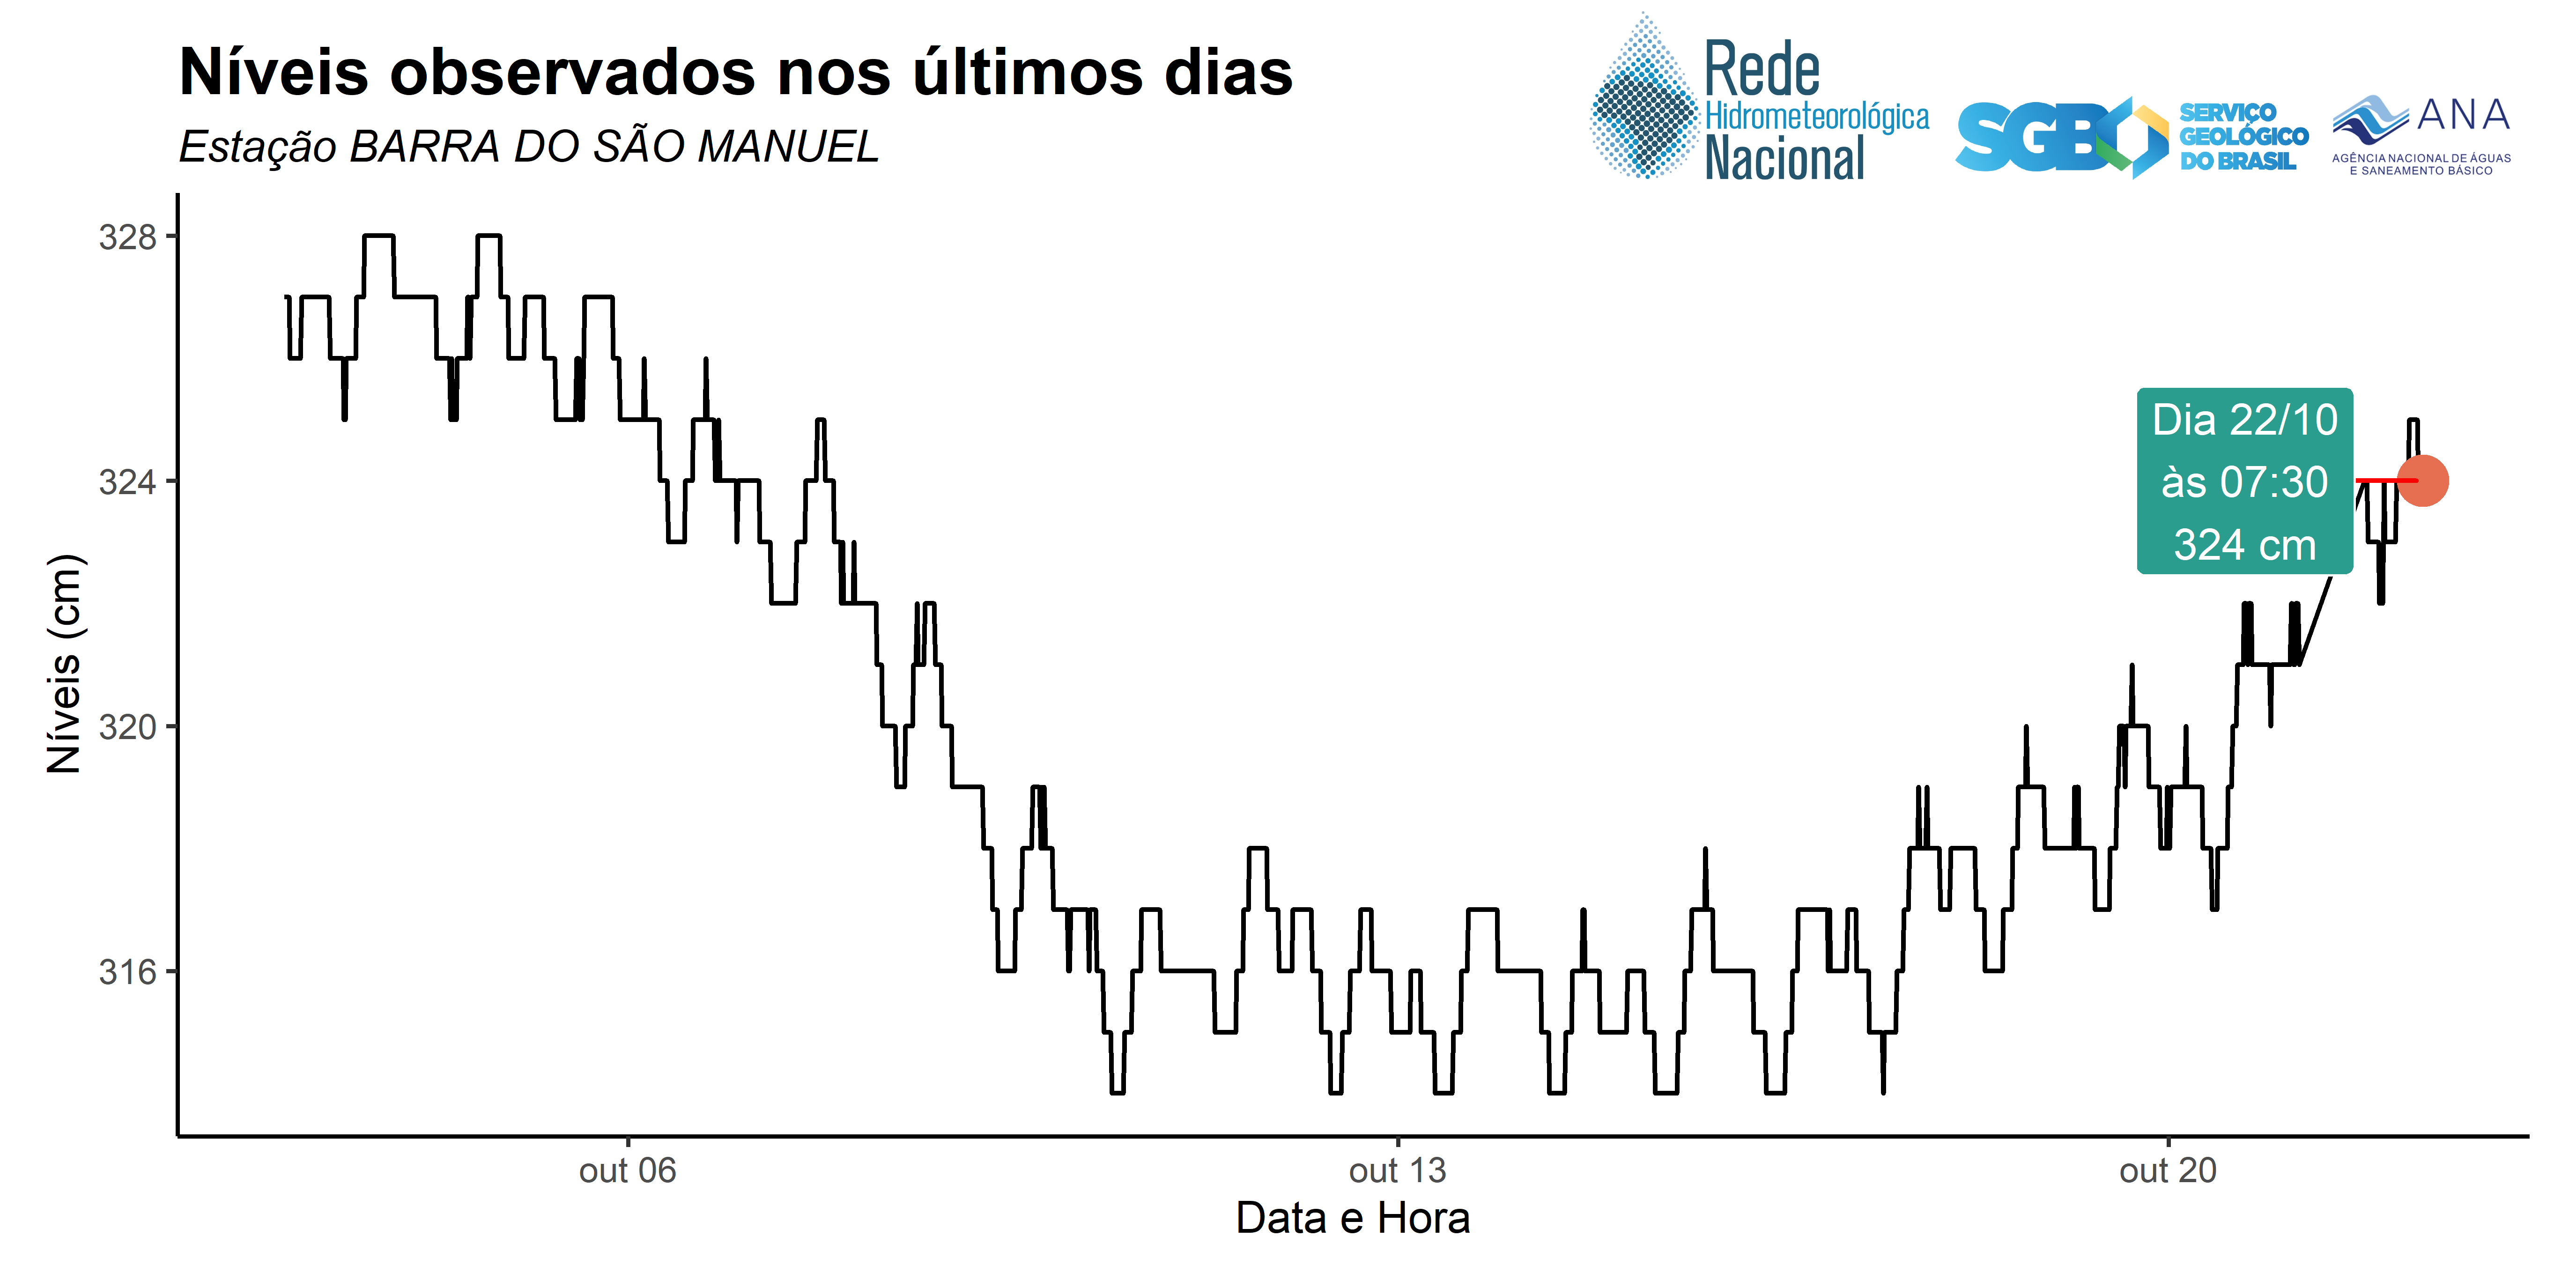 Níveis observados nos últimos dias
Estação BARRA DO SÃO MANUEL
Rede
Hidrometeorológica
Nacional
SGB
SERVIÇO
GEOLÓGICO
DO BRASIL
ANA
AGÊNCIA NACIONAL DE ÁGUAS
E SANEAMENTO BÁSICO
Níveis (cm)
328
324
320
316
Dia 22/10
às 07:30
324 cm
out 06
out 13
out 20
Data e Hora